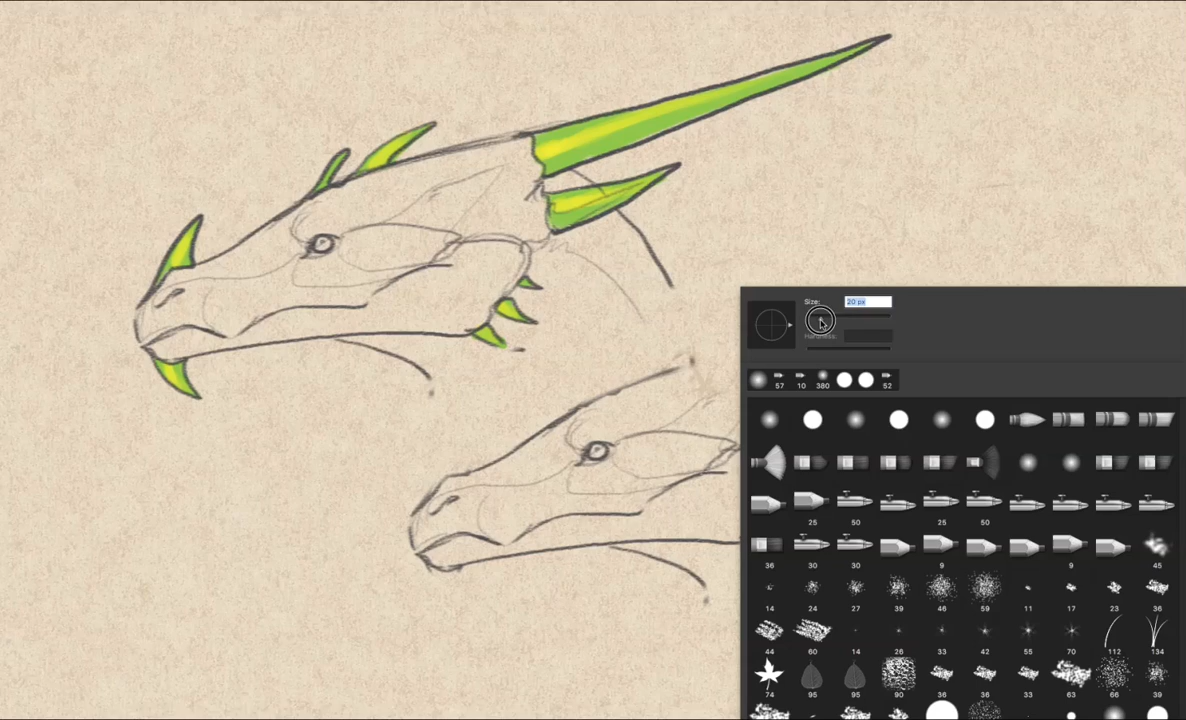 Size: 20 px
Hardness:
57 10 380 52
25 50 25 50
36 30 30 9 9 45
14 24 27 39 46 59 11 17 23 36
44 60 14 26 33 42 55 70 112 134
74 95 95 90 36 36 33 63 66 39